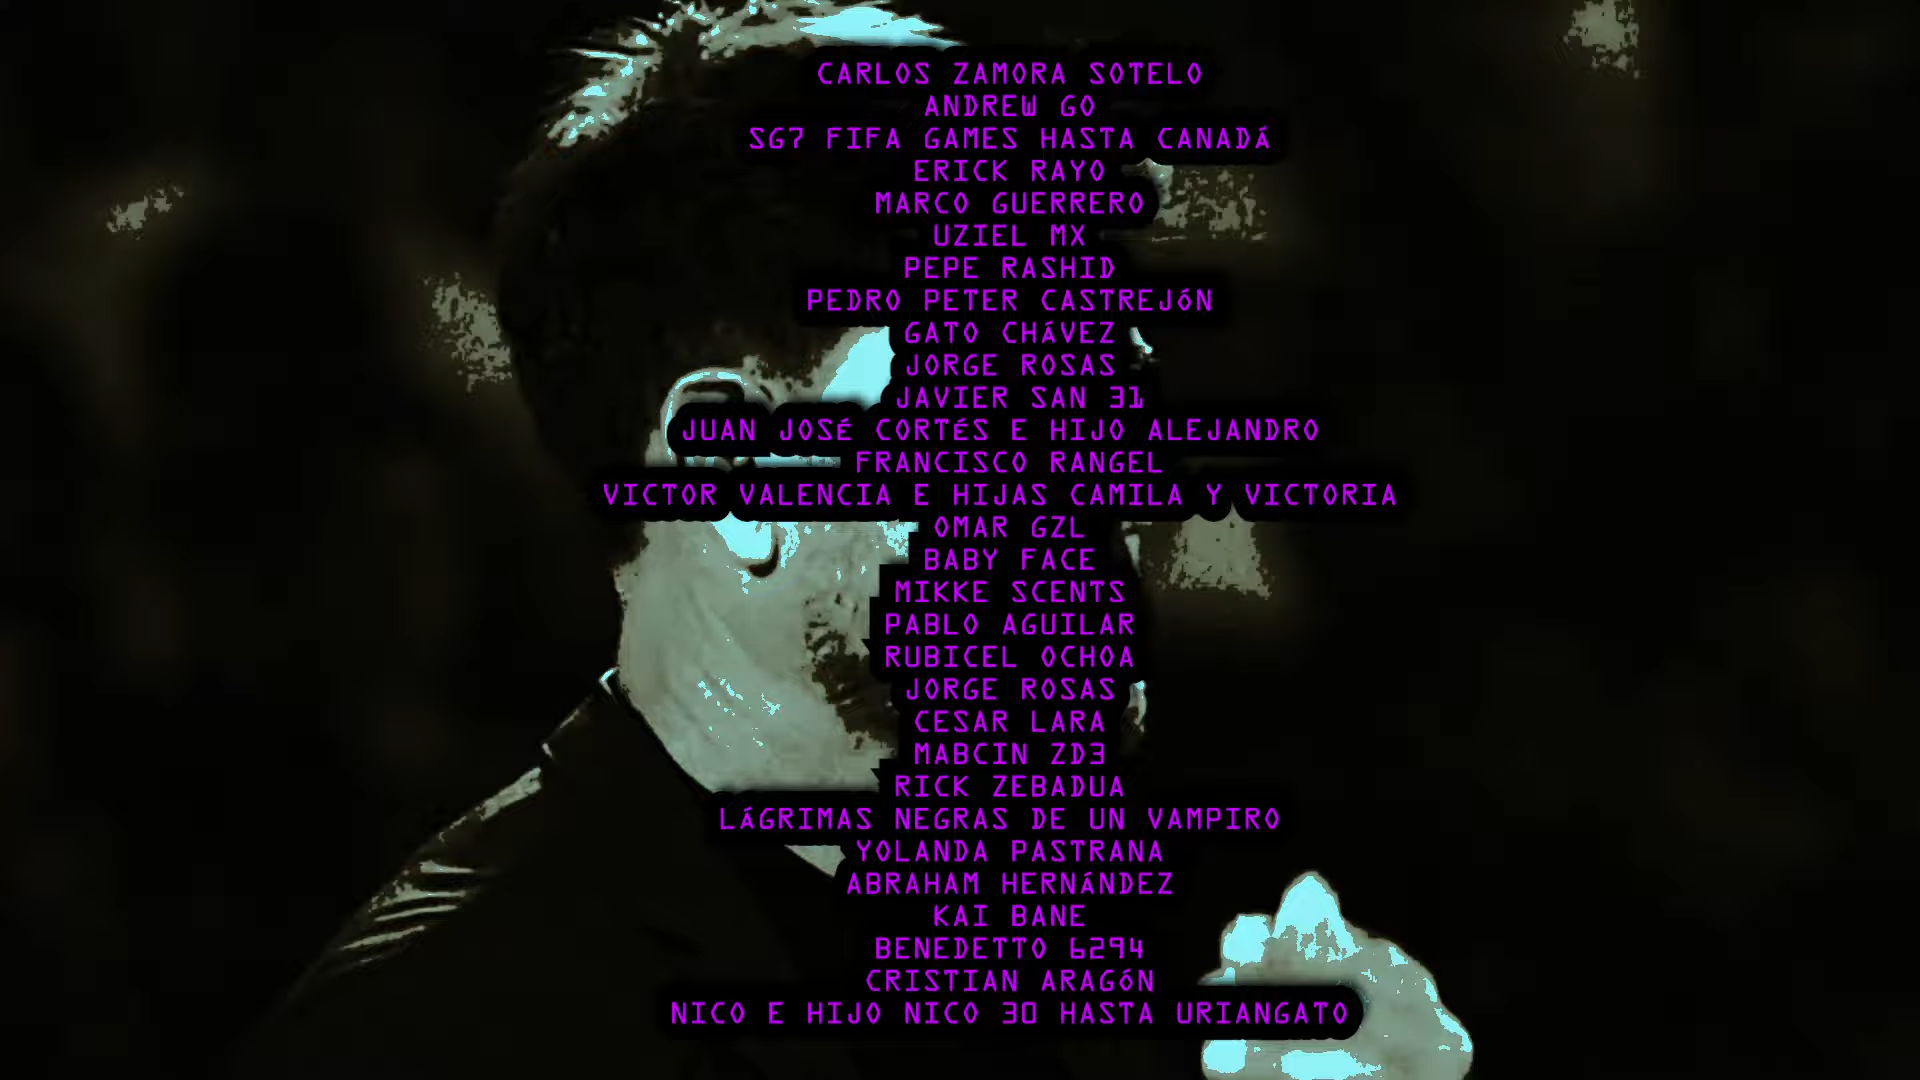 CARLOS ZAMORA SOTELO
ANDREW GO
SG7 FIFA GAMES HASTA CANADÁ
ERICK RAYO
MARCO GUERRERO
UZIEL MX
PEPE RASHID
PEDRO PETER CASTREJÓN
GATO CHÁVEZ
JORGE ROSAS
JAVIER SAN 31
JUAN JOSÉ CORTÉS E HIJO ALEJANDRO
FRANCISCO RANGEL
VICTOR VALENCIA E HIJAS CAMILA Y VICTORIA
OMAR GZL
BABY FACE
MIKKE SCENTS
PABLO AGUILAR
RUBICEL OCHOA
JORGE ROSAS
CESAR LARA
MABCIN ZD3
RICK ZEBADUA
LÁGRIMAS NEGRAS DE UN VAMPIRO
YOLANDA PASTRANA
ABRAHAM HERNÁNDEZ
KAI BANE
BENEDETTO 6294
CRISTIAN ARAGÓN
NICO E HIJO NICO 30 HASTA URIANGATO